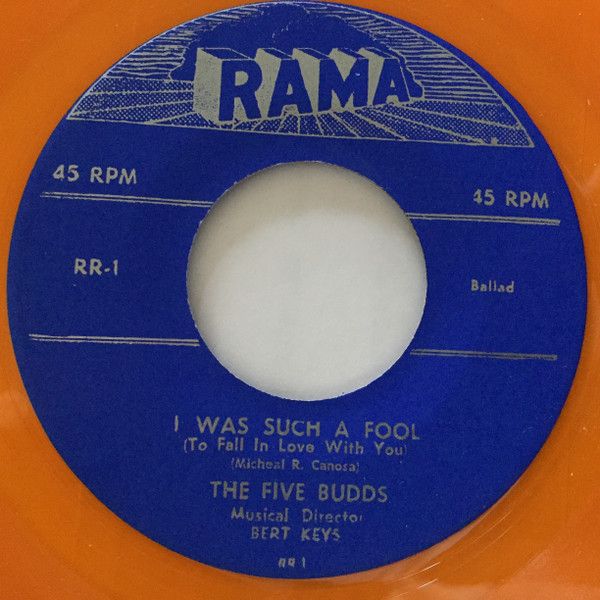 RAMA
45 RPM
45 RPM
RR-1
Ballad
I WAS SUCH A FOOL
(To Fall In Love With You)
(Micheal R. Canosa)
THE FIVE BUDDS
Musical Director
BERT KEYS
RR 1